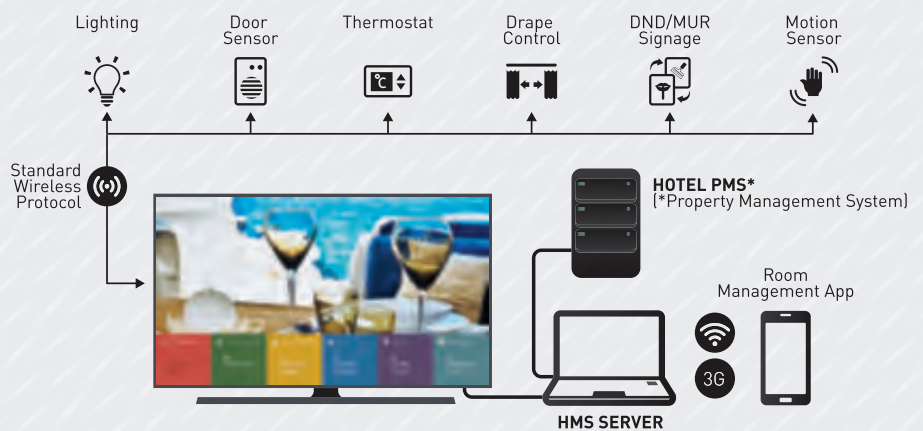 Lighting
Door
Sensor
Thermostat
Drape
Control
DND/MUR
Signage
Motion
Sensor
°C
Standard
Wireless
Protocol
HOTEL PMS*
(*Property Management System)
Room
Management App
3G
HMS SERVER